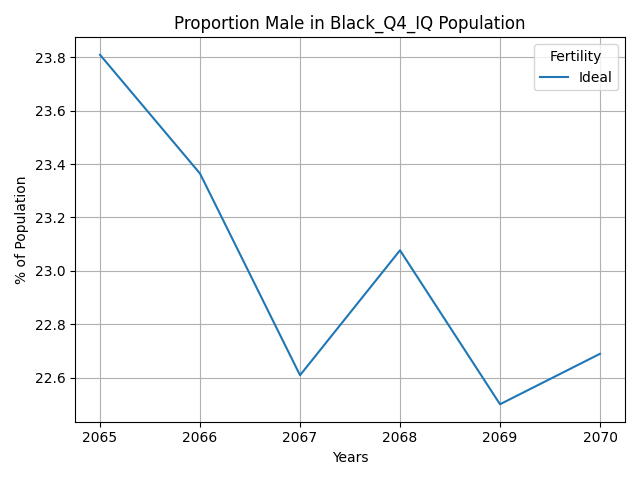 Proportion Male in Black_Q4_IQ Population
Fertility
Ideal
% of Population
23.8
23.6
23.4
23.2
23.0
22.8
22.6
2065 2066 2067 2068 2069 2070
Years